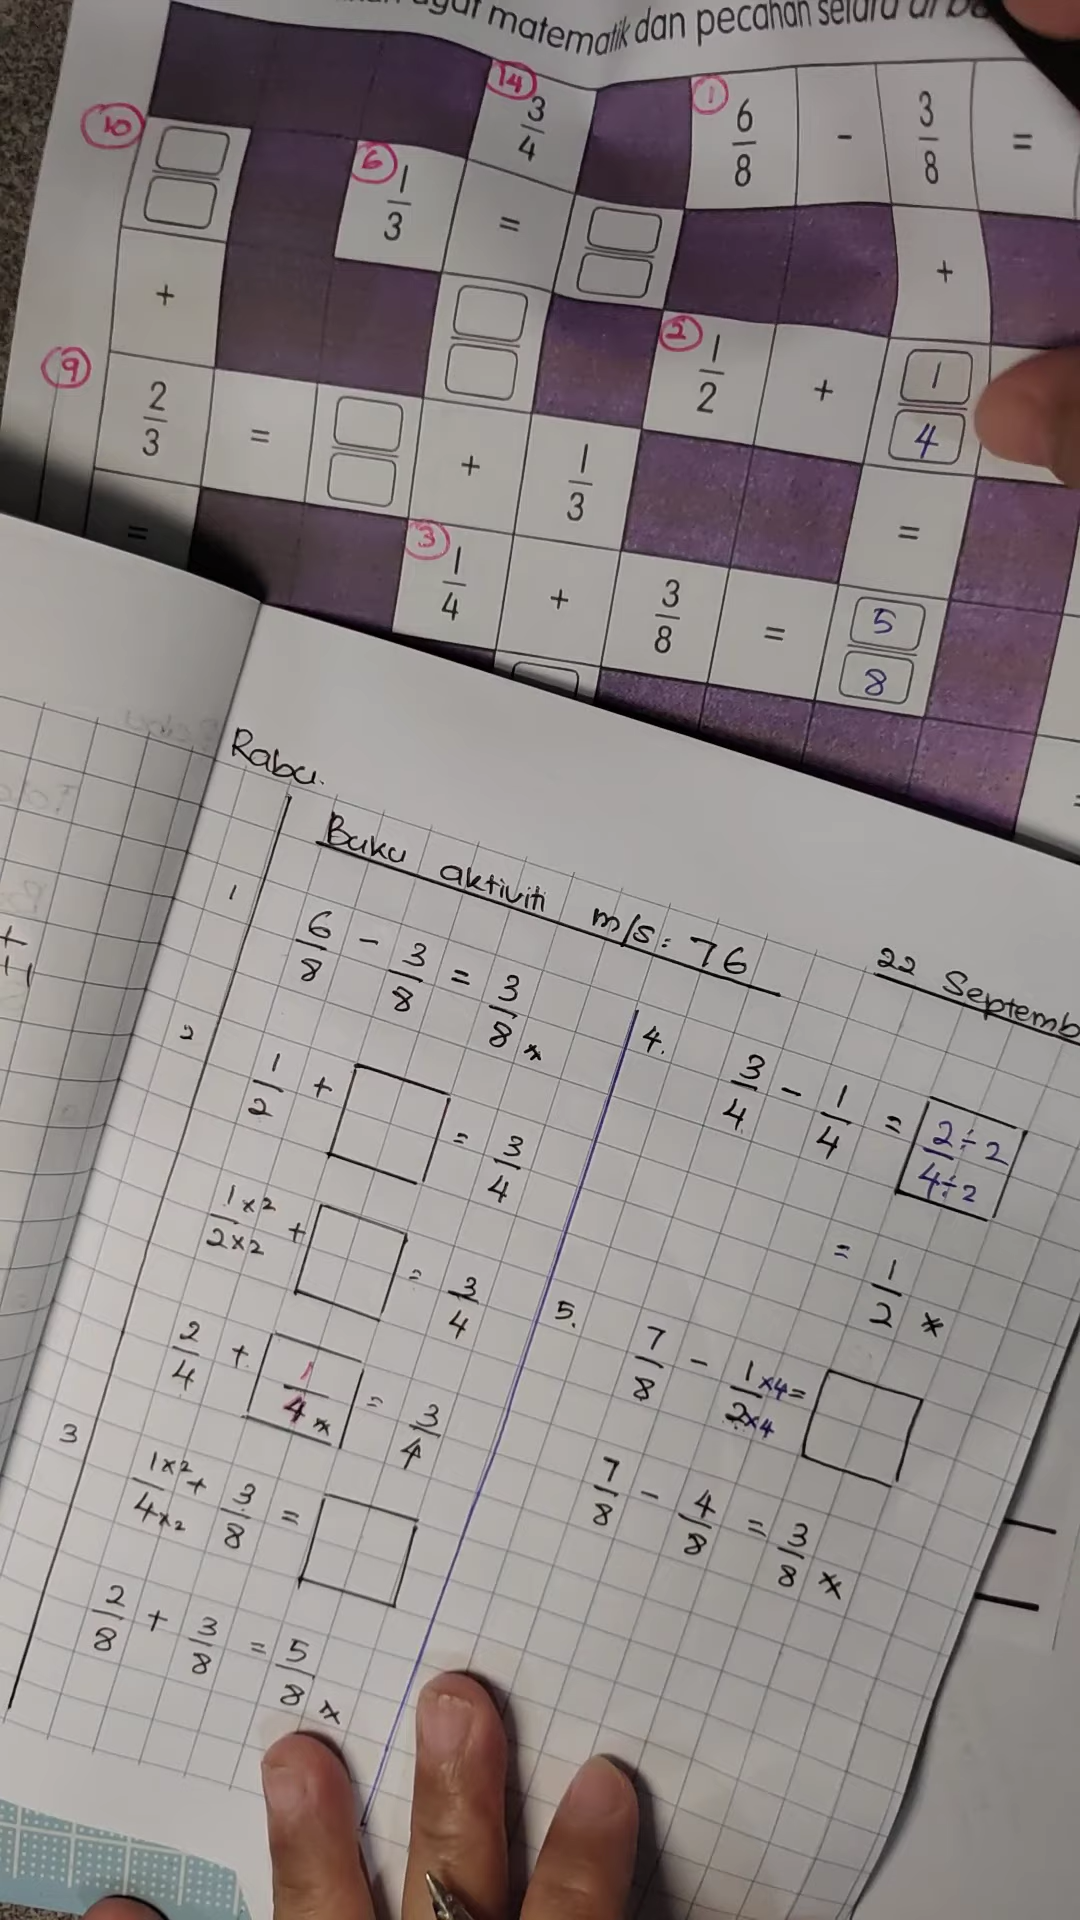 matematik dan pecahan
14 3/4
1 6/8 - 3/8 =
10
6 1/3 =
+
+
2 1/2 + 1/4
9 2/3 = + 1/3
=
=
3 1/4 + 3/8 = 5/8
Rabu.
Buku aktiviti m/s: 76
22 Septemb
1 6/8 - 3/8 = 3/8 *
2 1/2 + = 3/4
1×2/2×2 + = 3/4
2/4 + 1/4 * = 3/4
3 1×2/4×2 + 3/8 =
2/8 + 3/8 = 5/8 *
4. 3/4 - 1/4 = 2÷2/4÷2
= 1/2 *
5. 7/8 - 1×4/2×4 =
7/8 - 4/8 = 3/8 *